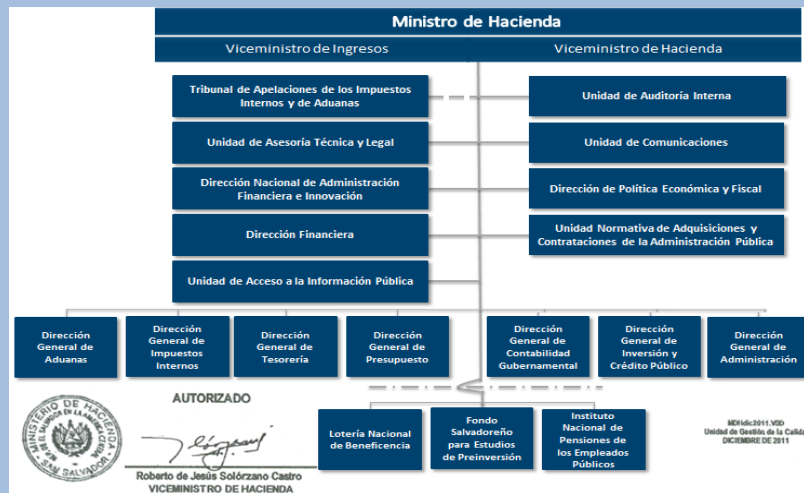 Ministro de Hacienda
Viceministro de Ingresos
Viceministro de Hacienda
Tribunal de Apelaciones de los Impuestos
Internos y de Aduanas
Unidad de Auditoría Interna
Unidad de Asesoría Técnica y Legal
Unidad de Comunicaciones
Dirección Nacional de Administración
Financiera e Innovación
Dirección de Política Económica y Fiscal
Dirección Financiera
Unidad Normativa de Adquisiciones y
Contrataciones de la Administración Pública
Unidad de Acceso a la Información Pública
Dirección
General de
Aduanas
Dirección
General de
Impuestos
Internos
Dirección
General de
Tesorería
Dirección
General de
Presupuesto
Dirección
General de
Contabilidad
Gubernamental
Dirección
General de
Inversión y
Crédito Público
Dirección
General de
Administración
Lotería Nacional
de Beneficencia
Fondo
Salvadoreño
para Estudios
de Preinversión
Instituto
Nacional de
Pensiones de
los Empleados
Públicos
MINISTERIO DE HACIENDA
SAN SALVADOR
AUTORIZADO
Roberto de Jesús Solórzano Castro
VICEMINISTRO DE HACIENDA
Unidad de Gestión de la Calida
DICIEMBRE DE 2011